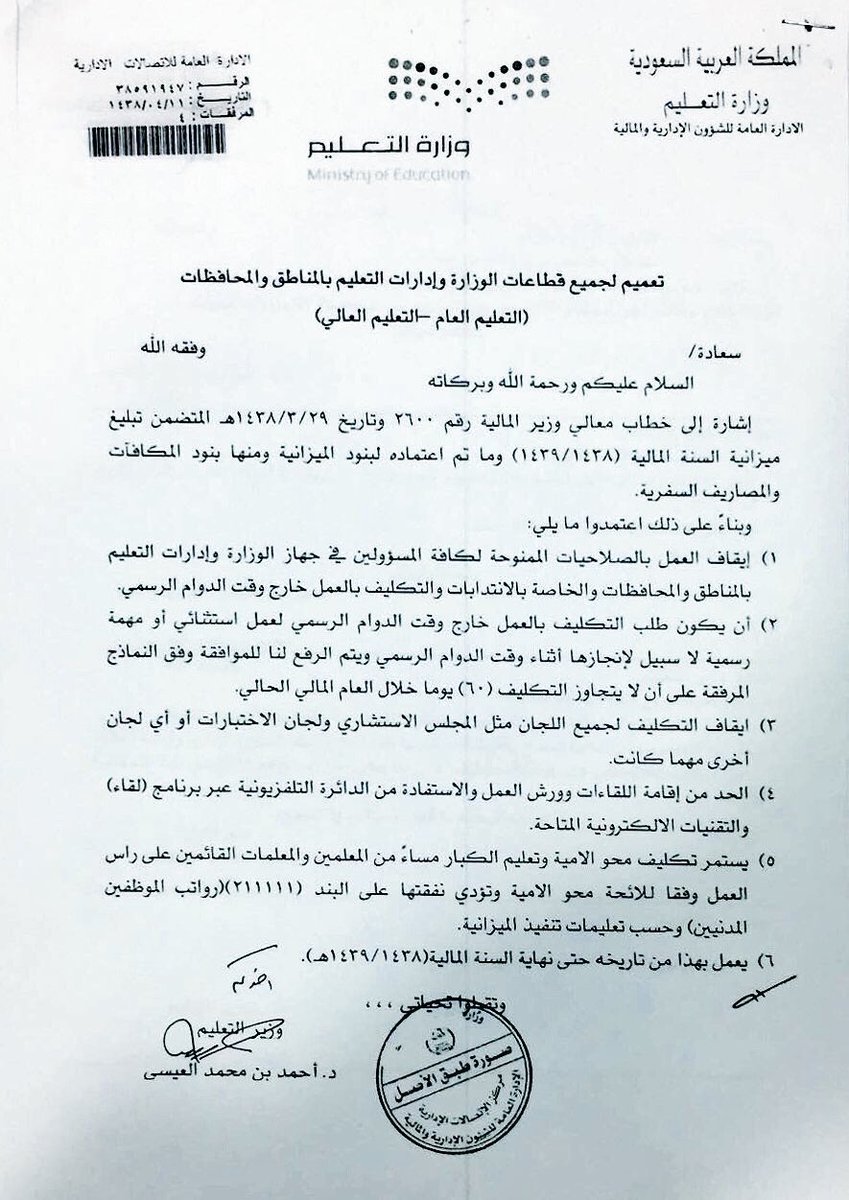 المملكة العربية السعودية
وزارة التعليم
الادارة العامة للشؤون الإدارية والمالية
وزارة التعـــليم
Ministry of Education
الادارة العامة للاتصالات الادارية
الرقم : ٣٨٥٩١٩٤٧
التاريخ : ١٤٣٨/٠٤/١١
المرفقات : ٤
تعميم لجميع قطاعات الوزارة وإدارات التعليم بالمناطق والمحافظات
(التعليم العام –التعليم العالي)
سعادة/ وفقه الله
السلام عليكم ورحمة الله وبركاته
إشارة إلى خطاب معالي وزير المالية رقم ٢٦٠٠ وتاريخ ١٤٣٨/٣/٢٩هـ المتضمن تبليغ
ميزانية السنة المالية (١٤٣٩/١٤٣٨) وما تم اعتماده لبنود الميزانية ومنها بنود المكافآت
والمصاريف السفرية.
وبناءً على ذلك اعتمدوا ما يلي:
١) إيقاف العمل بالصلاحيات الممنوحة لكافة المسؤولين في جهاز الوزارة وإدارات التعليم
بالمناطق والمحافظات والخاصة بالانتدابات والتكليف بالعمل خارج وقت الدوام الرسمي.
٢) أن يكون طلب التكليف بالعمل خارج وقت الدوام الرسمي لعمل استثنائي أو مهمة
رسمية لا سبيل لإنجازها أثناء وقت الدوام الرسمي ويتم الرفع لنا للموافقة وفق النماذج
المرفقة على أن لا يتجاوز التكليف (٦٠) يوما خلال العام المالي الحالي.
٣) ايقاف التكليف لجميع اللجان مثل المجلس الاستشاري ولجان الاختبارات أو أي لجان
أخرى مهما كانت.
٤) الحد من إقامة اللقاءات وورش العمل والاستفادة من الدائرة التلفزيونية عبر برنامج (لقاء)
والتقنيات الالكترونية المتاحة.
٥) يستمر تكليف محو الامية وتعليم الكبار مساءً من المعلمين والمعلمات القائمين على راس
العمل وفقا للائحة محو الامية وتؤدي نفقتها على البند (٢١١١١١)(رواتب الموظفين
المدنيين) وحسب تعليمات تنفيذ الميزانية.
٦) يعمل بهذا من تاريخه حتى نهاية السنة المالية(١٤٣٩/١٤٣٨هـ).
وتقبلوا تحياتي ، ، ،
وزير التعليم
د. أحمد بن محمد العيسى
وزارة
صورة طبق الأصل
مركز الإتصالات الإدارية
الإدارة العامة للشؤون الإدارية والمالية